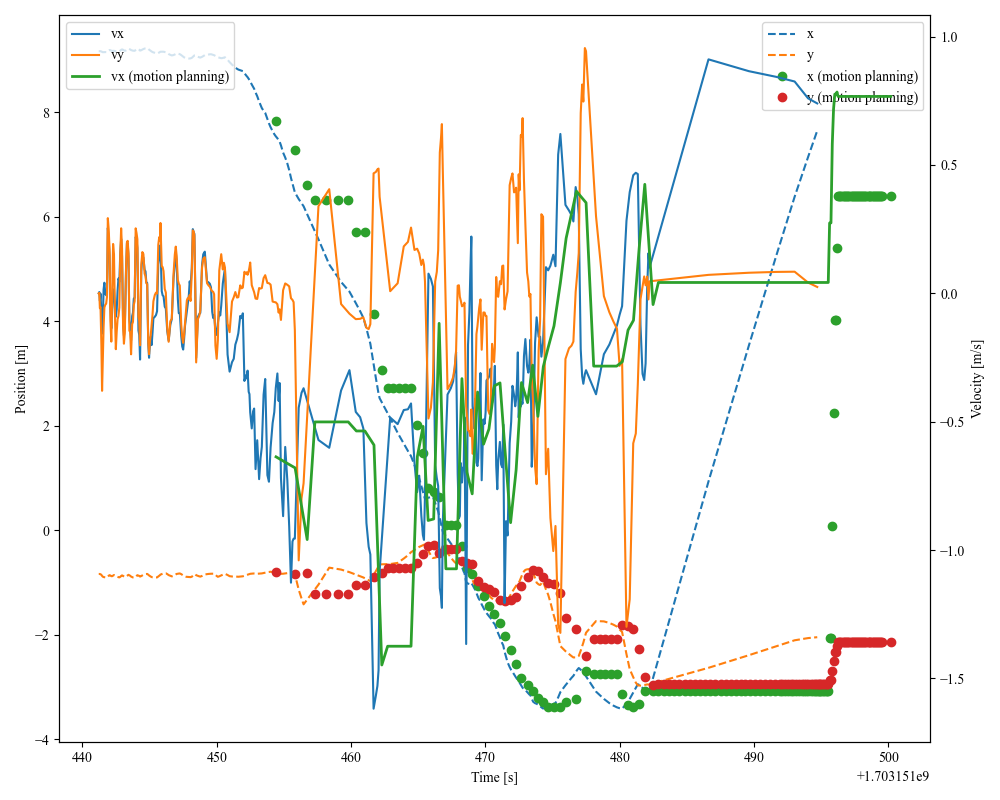 vx
vy
vx (motion planning)
x
y
x (motion planning)
y (motion planning)
8
6
4
2
0
−2
−4
Position [m]
1.0
0.5
0.0
−0.5
−1.0
−1.5
Velocity [m/s]
440
450
460
470
480
490
500
Time [s]
+1.703151e9